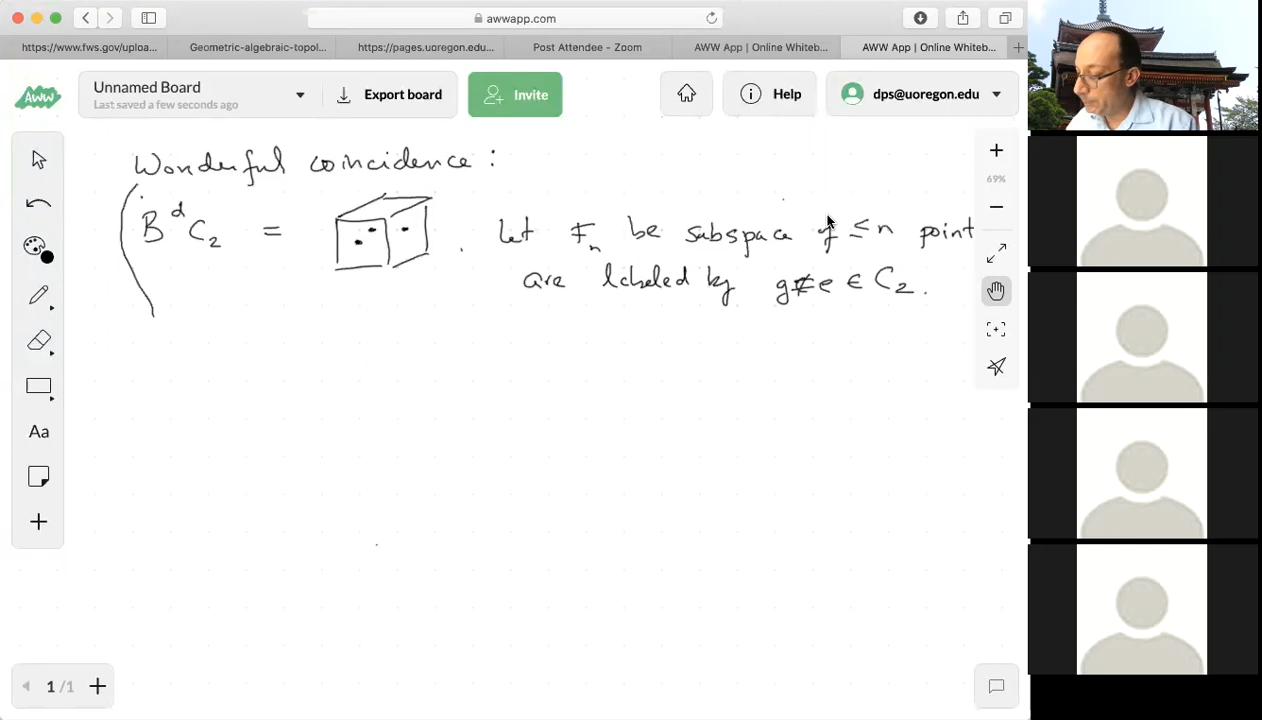 awwapp.com
https://www.fws.gov/uploa...
Geometric-algebraic-topol...
https://pages.uoregon.edu...
Post Attendee - Zoom
AWW App | Online Whiteb...
AWW App | Online Whiteb...
Unnamed Board
Last saved a few seconds ago
Export board
Invite
Help
dps@uoregon.edu
69%
Wonderful coincidence :
B^d C_2 = . Let F_n be subspace of ≤ n point
are labeled by g ≠ e ∈ C_2.
Aa
1 /1